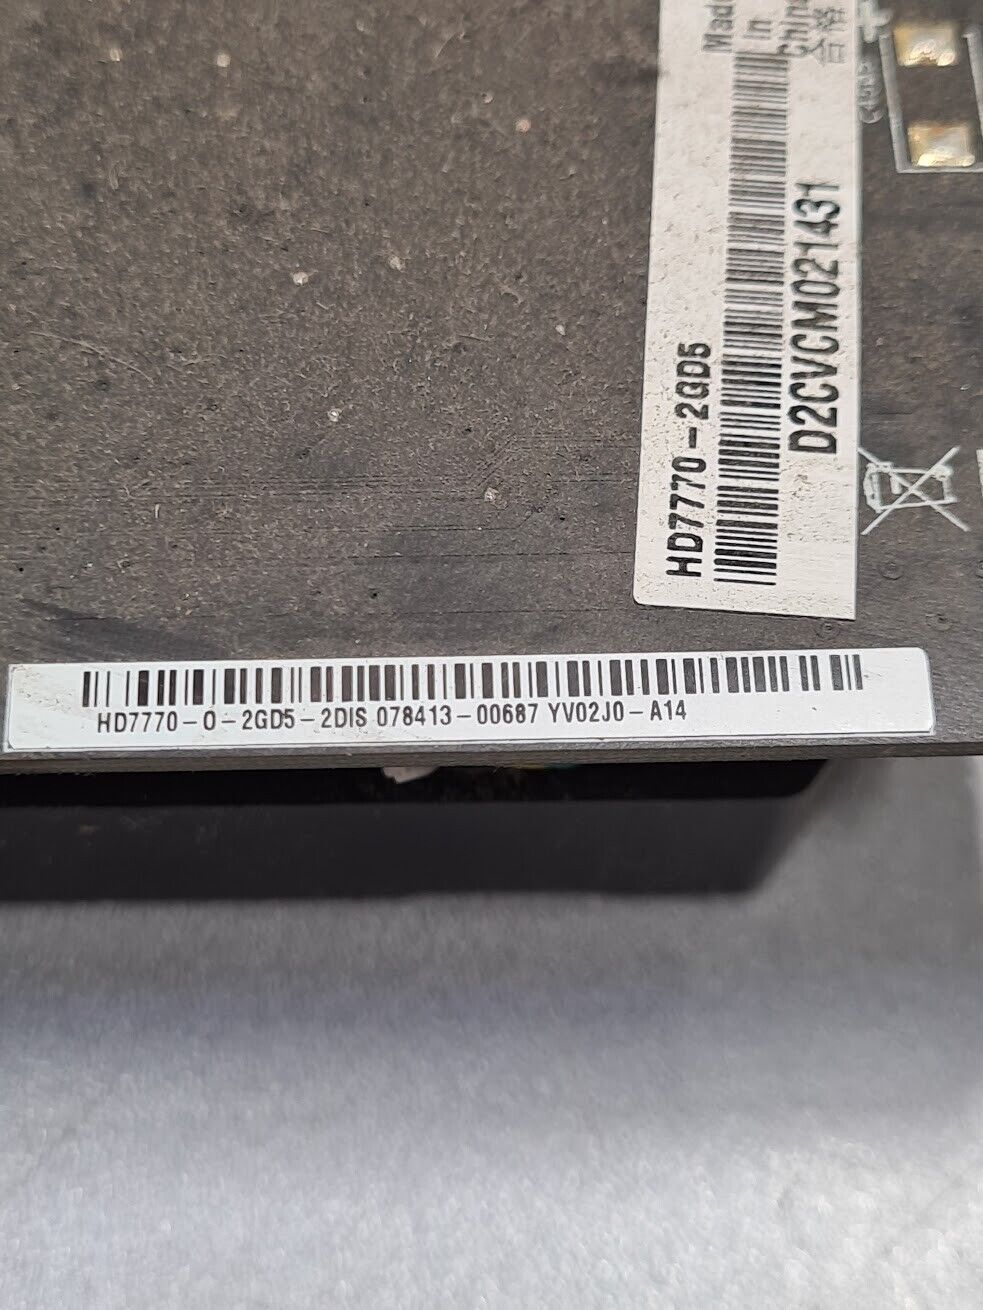 Made
In
China
合格
HD7770-2GD5
D2CVCM021431
HD7770-0-2GD5-2DIS 078413-00687 YV02J0-A14